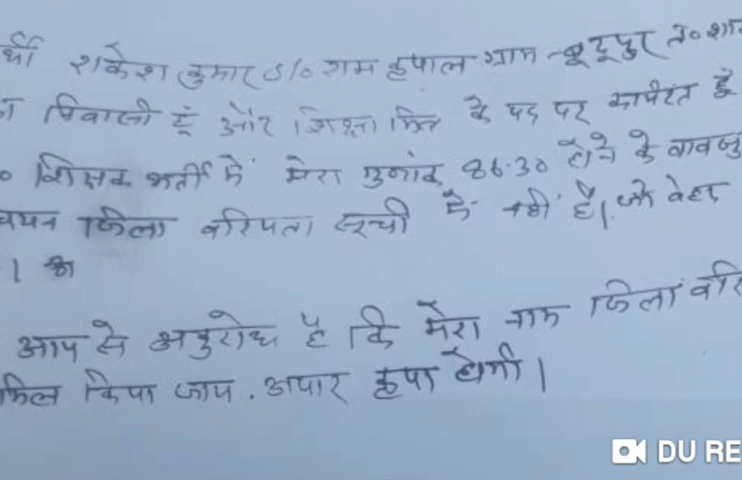 र्थी राकेश कुमार S/o राम कृपाल ग्राम
निवासी हूँ और शिक्षा मित्र के पद पर कार्यरत हूँ
शिक्षक भर्ती में मेरा गुणांक 86.30 होने के बावजु
चयन जिला वरियता सूची में नही है। जो बेहद
।
आप से अनुरोध है कि मेरा नाम जिला वरि
मिल किया जाय . अपार कृपा होगी।
DU RE